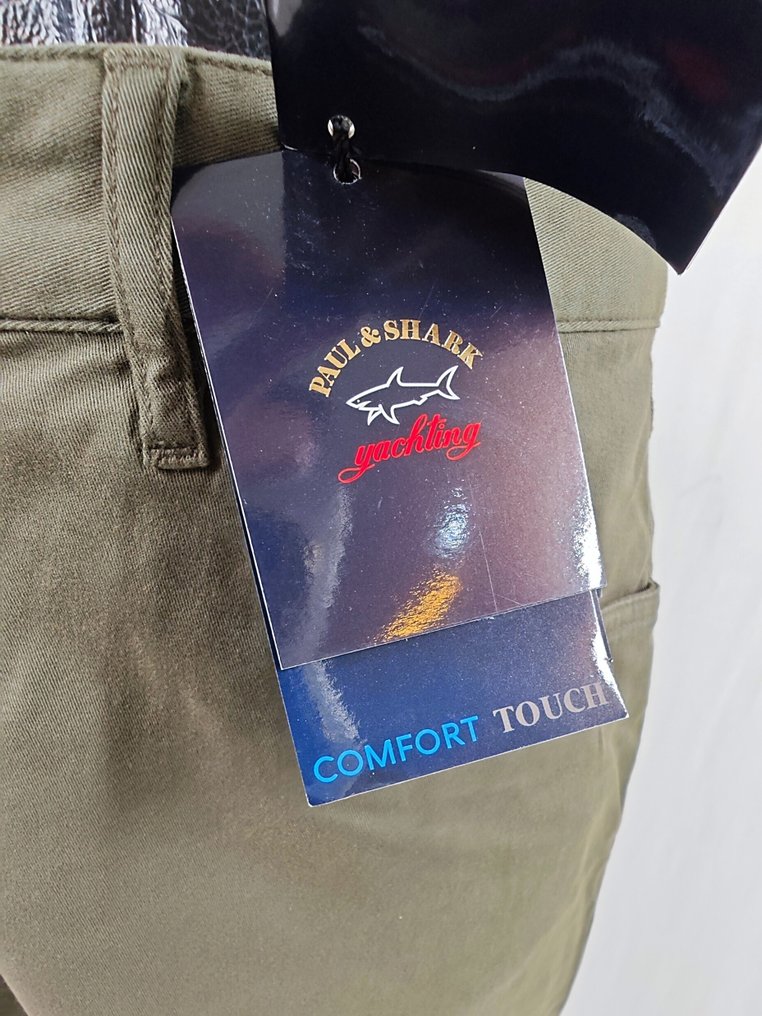 PAUL & SHARK
yachting
COMFORT TOUCH